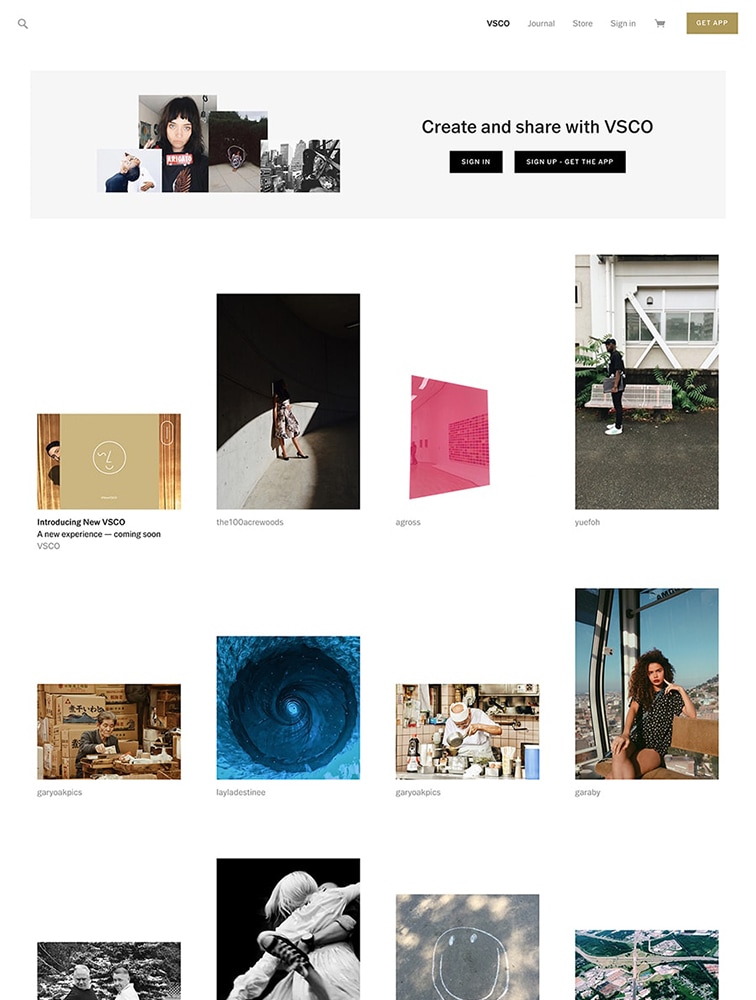 VSCO
Journal
Store
Sign in
GET APP
Create and share with VSCO
SIGN IN
SIGN UP - GET THE APP
Introducing New VSCO
A new experience — coming soon
VSCO
the100acrewoods
agross
yuefoh
garyoakpics
layladestinee
garyoakpics
garaby